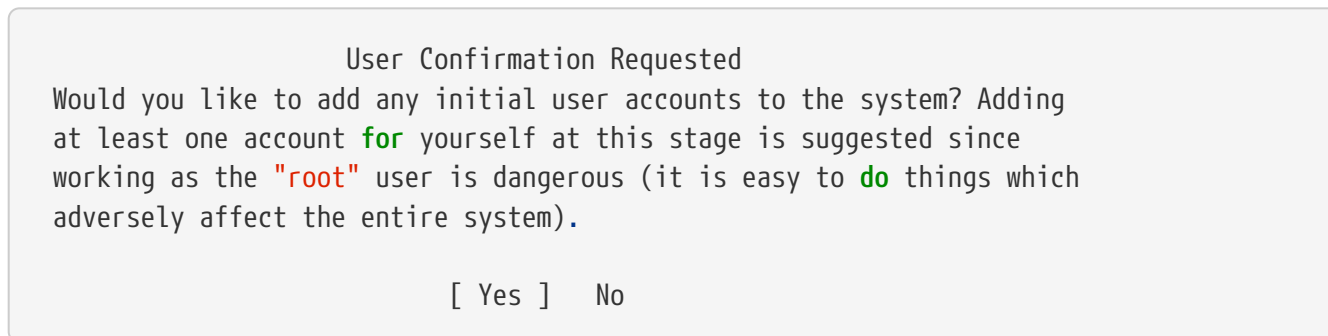 User Confirmation Requested
Would you like to add any initial user accounts to the system? Adding
at least one account for yourself at this stage is suggested since
working as the "root" user is dangerous (it is easy to do things which
adversely affect the entire system).
[ Yes ] No